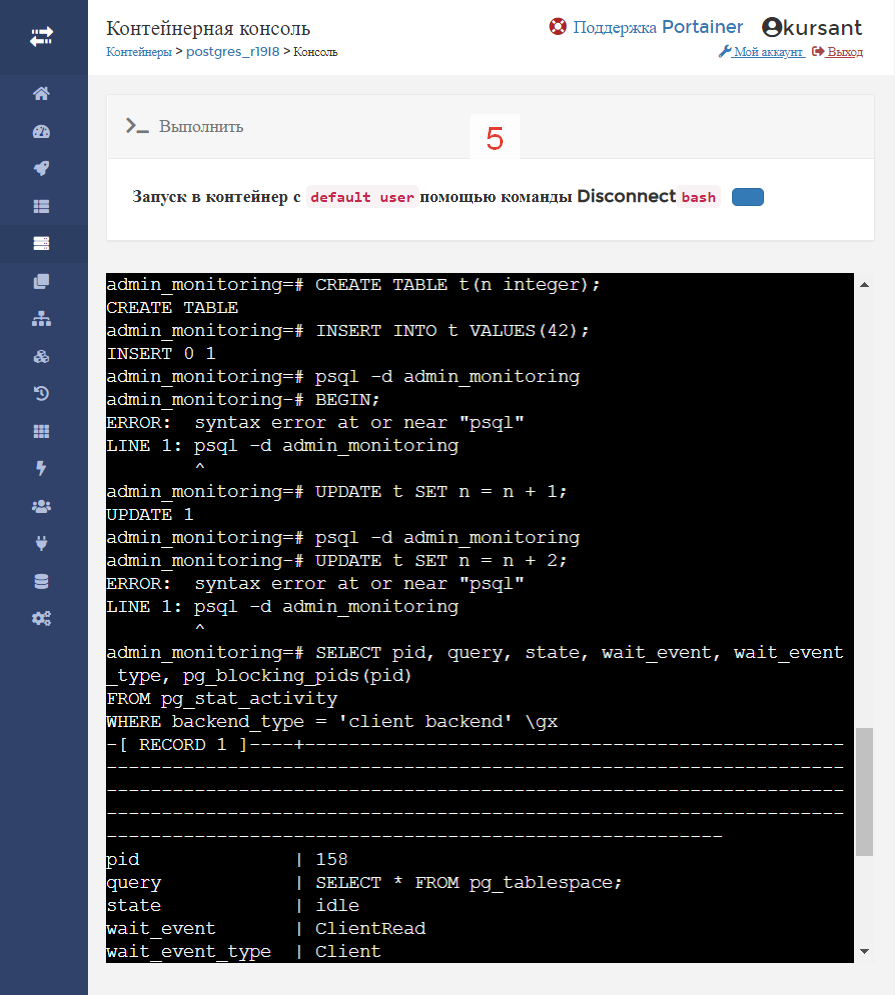 Контейнерная консоль
Поддержка Portainer
kursant
Контейнеры > postgres_r19l8 > Консоль
Мой аккаунт Выход
Выполнить
5
Запуск в контейнер с default user помощью команды Disconnect bash
admin_monitoring=# CREATE TABLE t(n integer);
CREATE TABLE
admin_monitoring=# INSERT INTO t VALUES(42);
INSERT 0 1
admin_monitoring=# psql -d admin_monitoring
admin_monitoring-# BEGIN;
ERROR:  syntax error at or near "psql"
LINE 1: psql -d admin_monitoring
        ^
admin_monitoring=# UPDATE t SET n = n + 1;
UPDATE 1
admin_monitoring=# psql -d admin_monitoring
admin_monitoring-# UPDATE t SET n = n + 2;
ERROR:  syntax error at or near "psql"
LINE 1: psql -d admin_monitoring
        ^
admin_monitoring=# SELECT pid, query, state, wait_event, wait_event
_type, pg_blocking_pids(pid)
FROM pg_stat_activity
WHERE backend_type = 'client backend' \gx
-[ RECORD 1 ]----+-------------------------------------------------
-------------------------------------------------------------------
-------------------------------------------------------------------
-------------------------------------------------------------------
--------------------------------------------------------
pid              | 158
query            | SELECT * FROM pg_tablespace;
state            | idle
wait_event       | ClientRead
wait_event_type  | Client